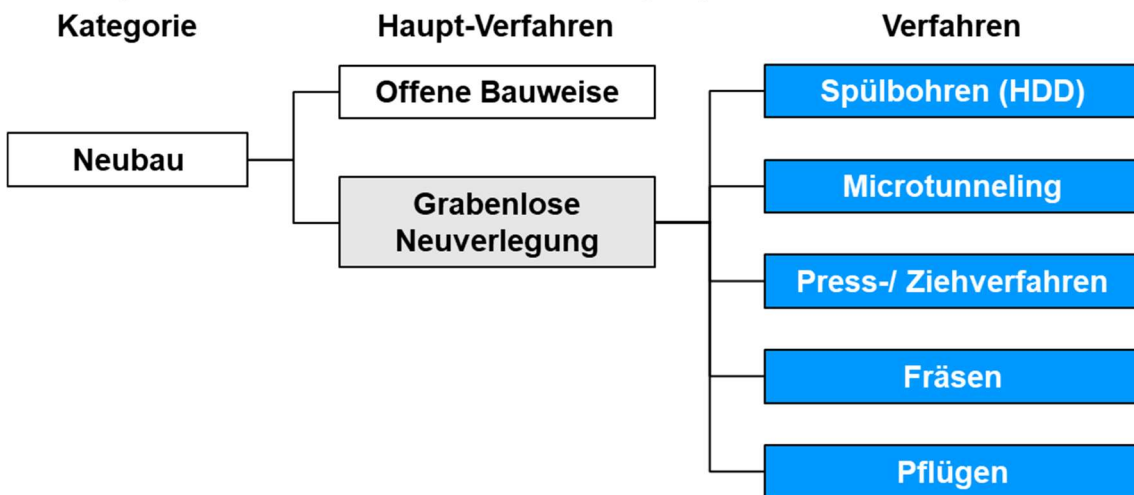 Kategorie
Haupt-Verfahren
Verfahren
Neubau
Offene Bauweise
Grabenlose
Neuverlegung
Spülbohren (HDD)
Microtunneling
Press-/ Ziehverfahren
Fräsen
Pflügen